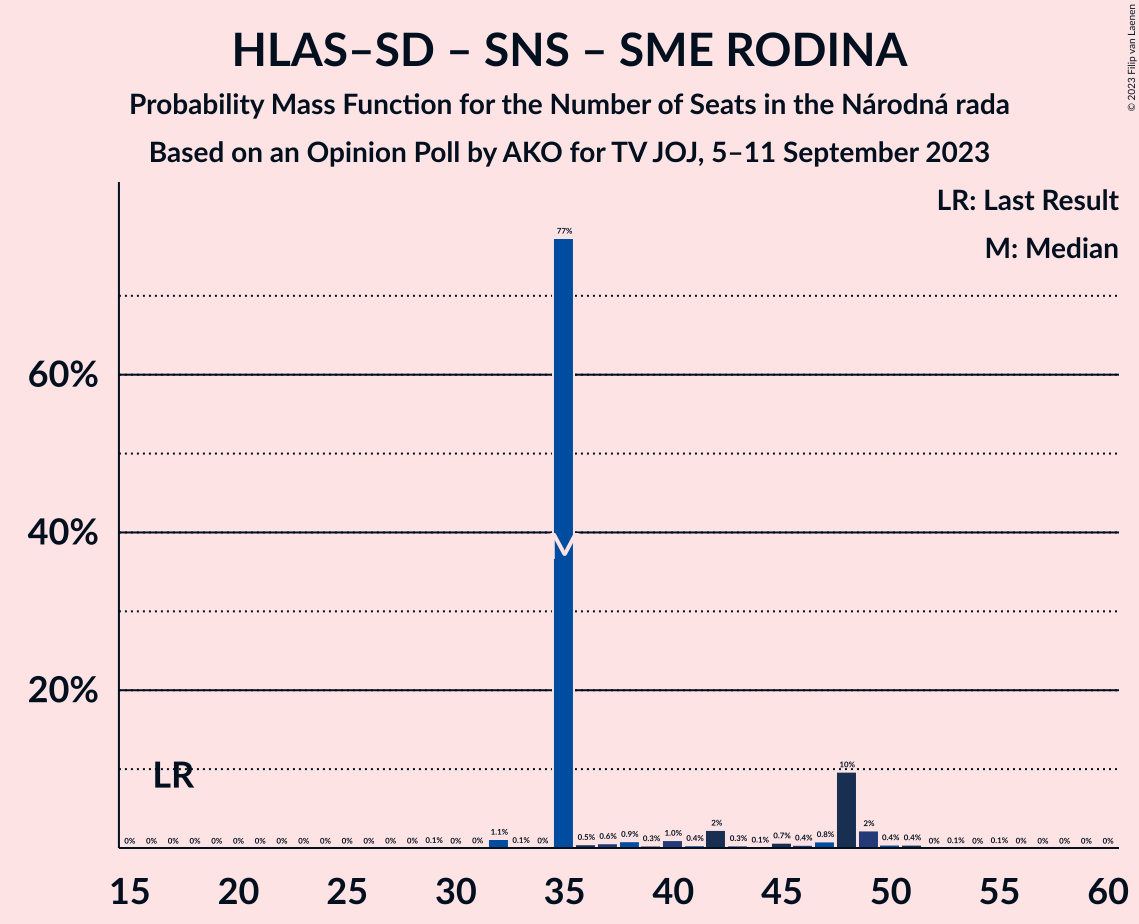 HLAS–SD – SNS – SME RODINA
Probability Mass Function for the Number of Seats in the Národná rada
Based on an Opinion Poll by AKO for TV JOJ, 5–11 September 2023
© 2023 Filip van Laenen
LR: Last Result
M: Median
77%
60%
40%
M
20%
LR
0% 0% 0% 0% 0% 0% 0% 0% 0% 0% 0% 0% 0% 0% 0.1% 0% 0% 1.1% 0.1% 0% 0.5% 0.6% 0.9% 0.3% 1.0% 0.4% 2% 0.3% 0.1% 0.7% 0.4% 0.8% 10% 2% 0.4% 0.4% 0% 0.1% 0% 0.1% 0% 0% 0% 0% 0%
15 20 25 30 35 40 45 50 55 60